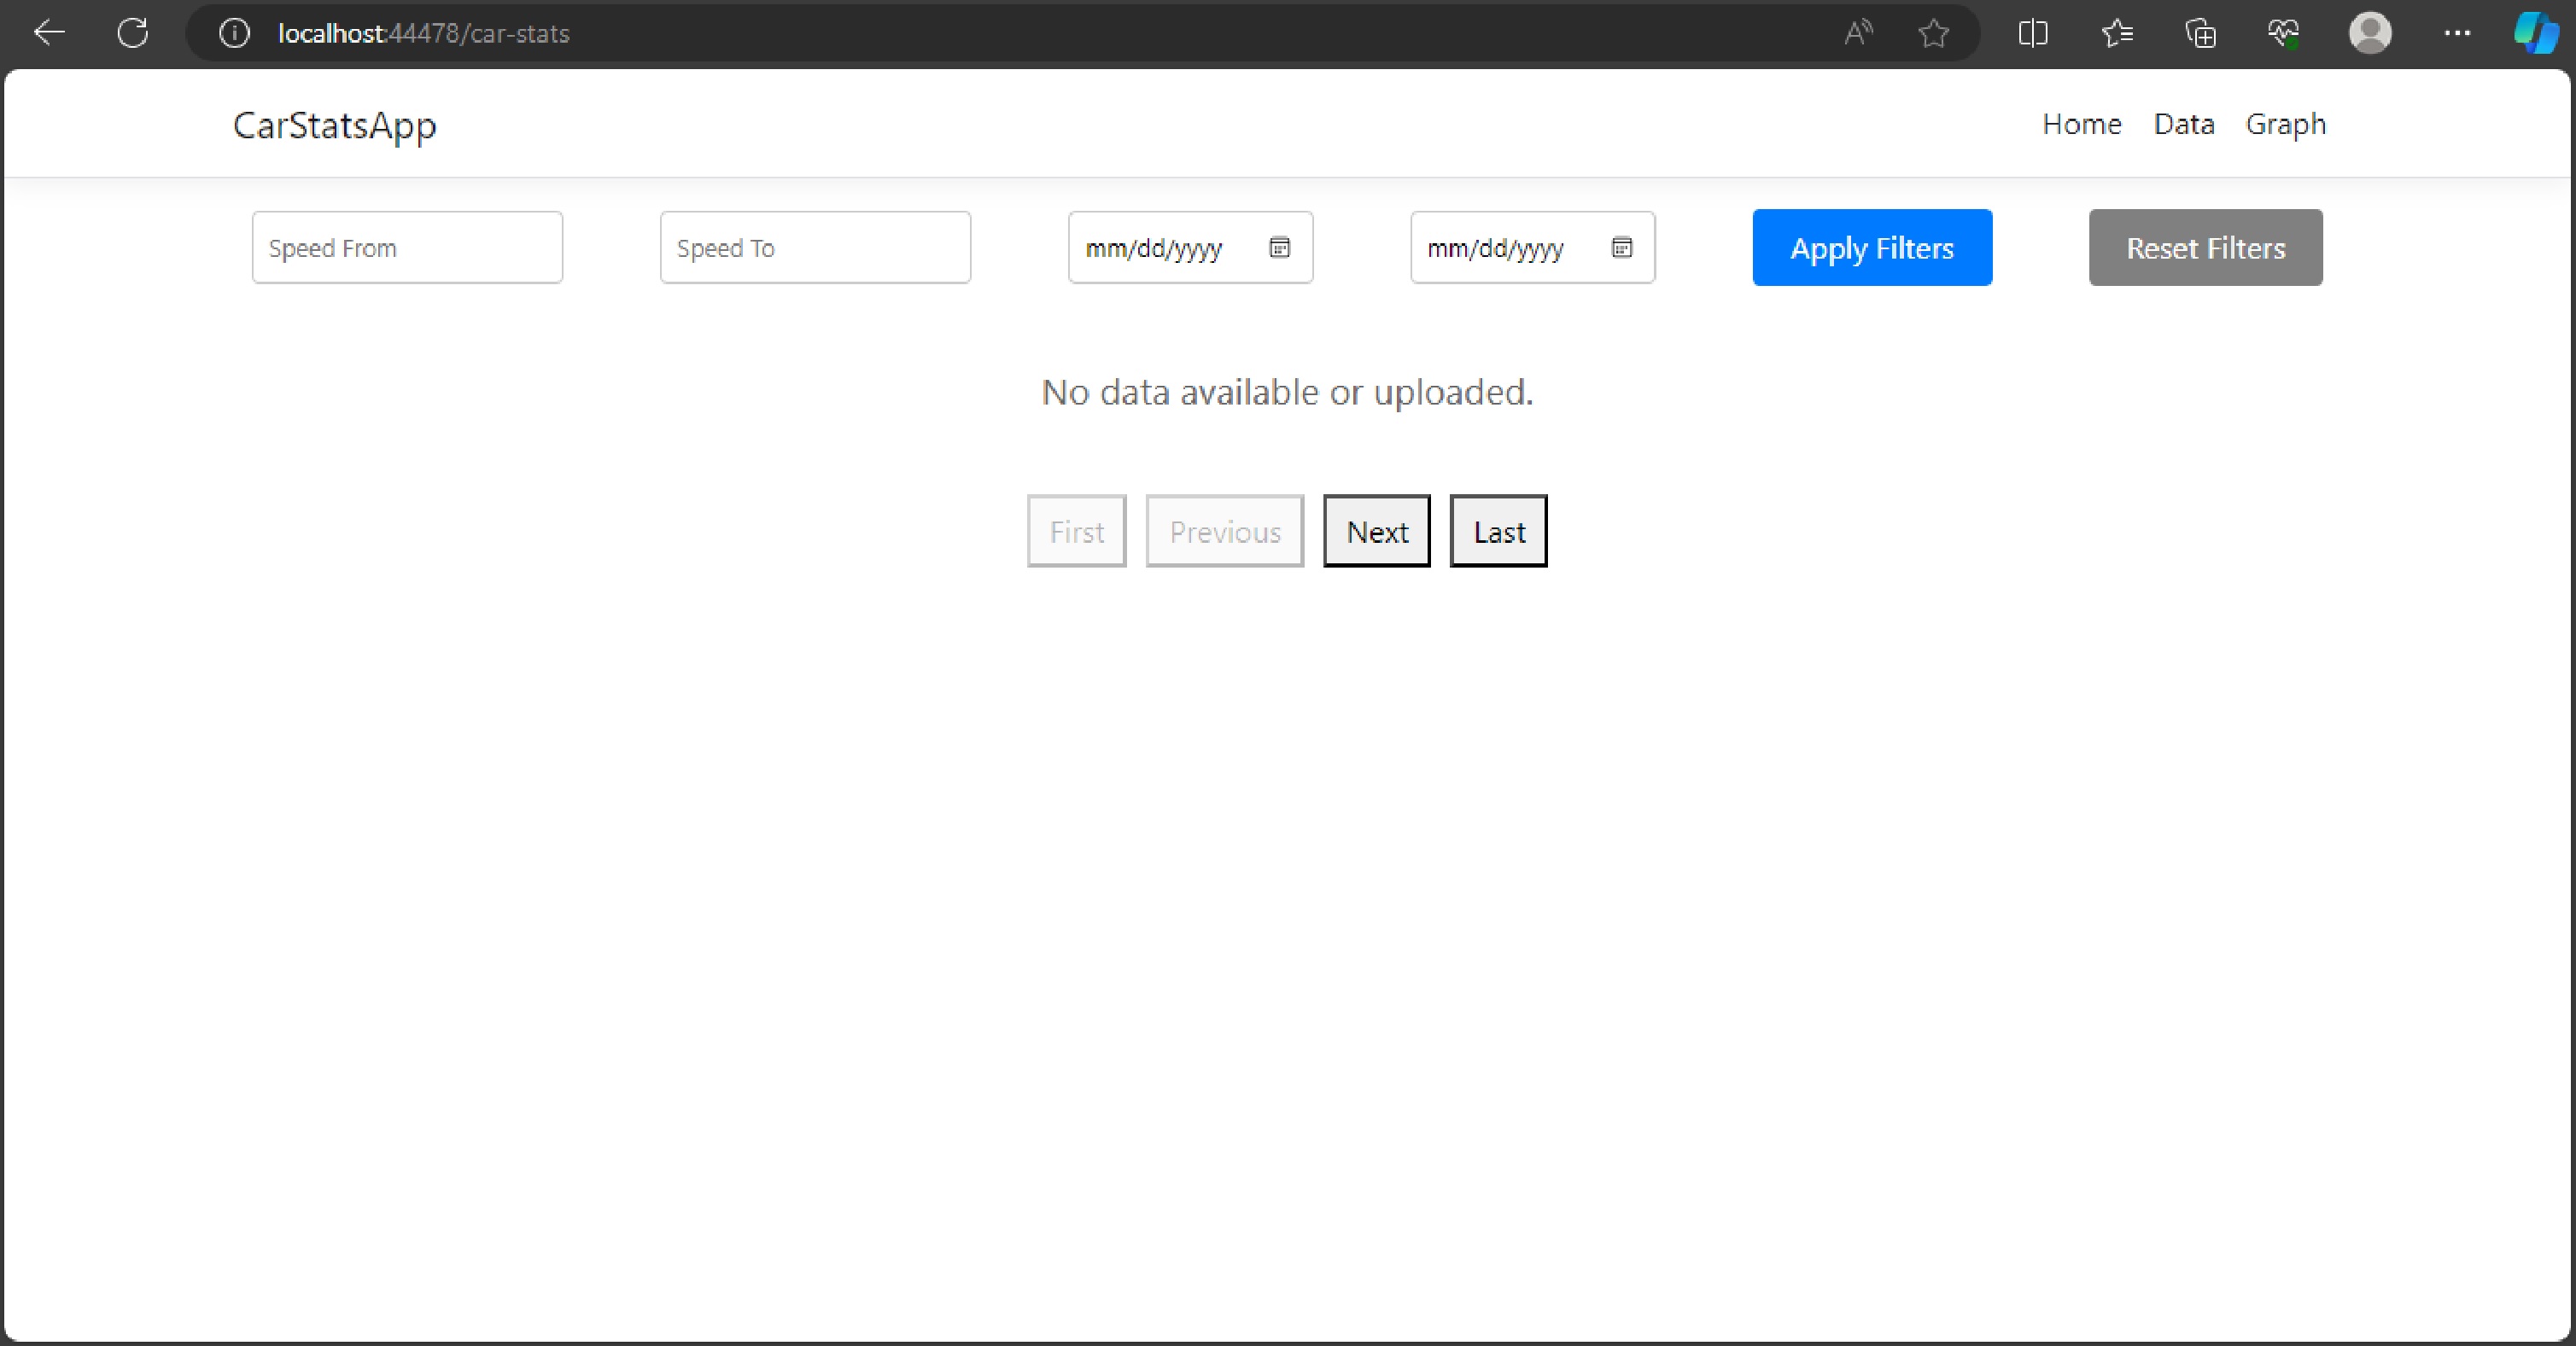 localhost:44478/car-stats
CarStatsApp
Home Data Graph
Speed From Speed To mm/dd/yyyy mm/dd/yyyy Apply Filters Reset Filters
No data available or uploaded.
First Previous Next Last